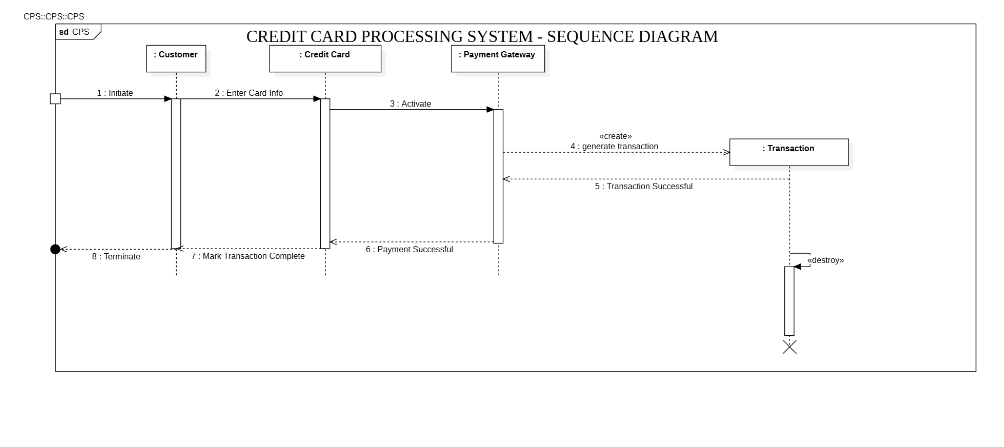 CPS::CPS::CPS
sd CPS
CREDIT CARD PROCESSING SYSTEM - SEQUENCE DIAGRAM
: Customer
: Credit Card
: Payment Gateway
1 : Initiate
2 : Enter Card Info
3 : Activate
«create»
4 : generate transaction
: Transaction
5 : Transaction Successful
6 : Payment Successful
7 : Mark Transaction Complete
8 : Terminate
«destroy»